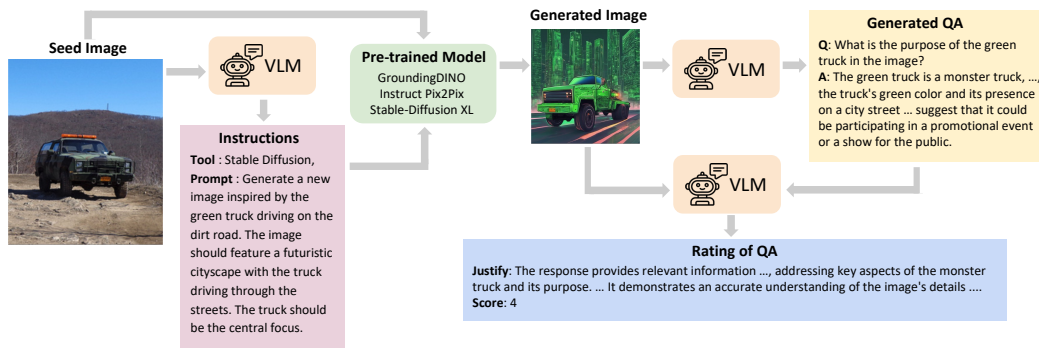 Seed Image
VLM
Instructions
Tool : Stable Diffusion,
Prompt : Generate a new
image inspired by the
green truck driving on the
dirt road. The image
should feature a futuristic
cityscape with the truck
driving through the
streets. The truck should
be the central focus.
Pre-trained Model
GroundingDINO
Instruct Pix2Pix
Stable-Diffusion XL
Generated Image
VLM
Generated QA
Q: What is the purpose of the green
truck in the image?
A: The green truck is a monster truck, …,
the truck's green color and its presence
on a city street … suggest that it could
be participating in a promotional event
or a show for the public.
VLM
Rating of QA
Justify: The response provides relevant information …, addressing key aspects of the monster
truck and its purpose. … It demonstrates an accurate understanding of the image's details ....
Score: 4